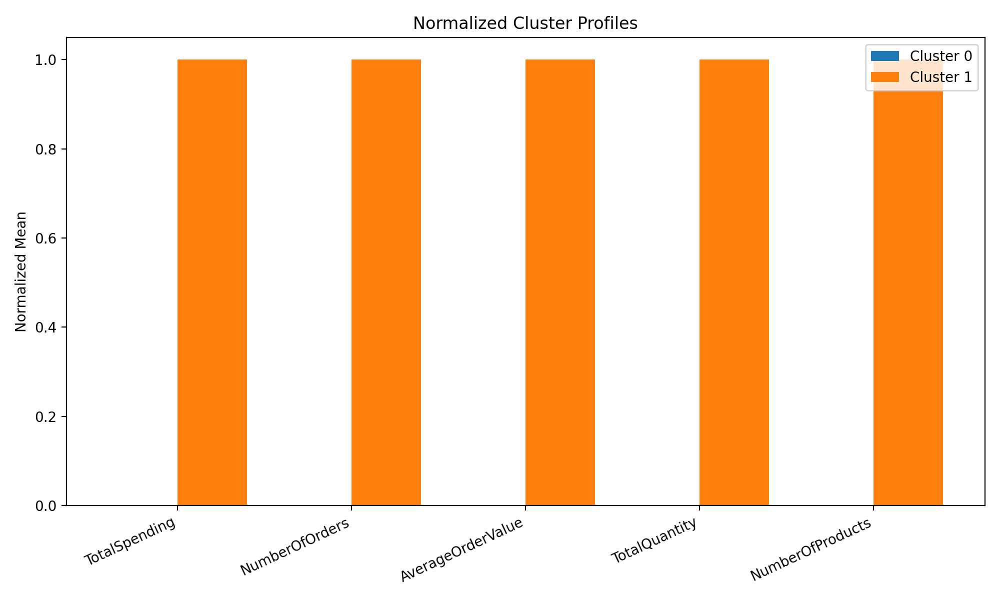 Normalized Cluster Profiles
Cluster 0
Cluster 1
Normalized Mean
1.0
0.8
0.6
0.4
0.2
0.0
TotalSpending
NumberOfOrders
AverageOrderValue
TotalQuantity
NumberOfProducts